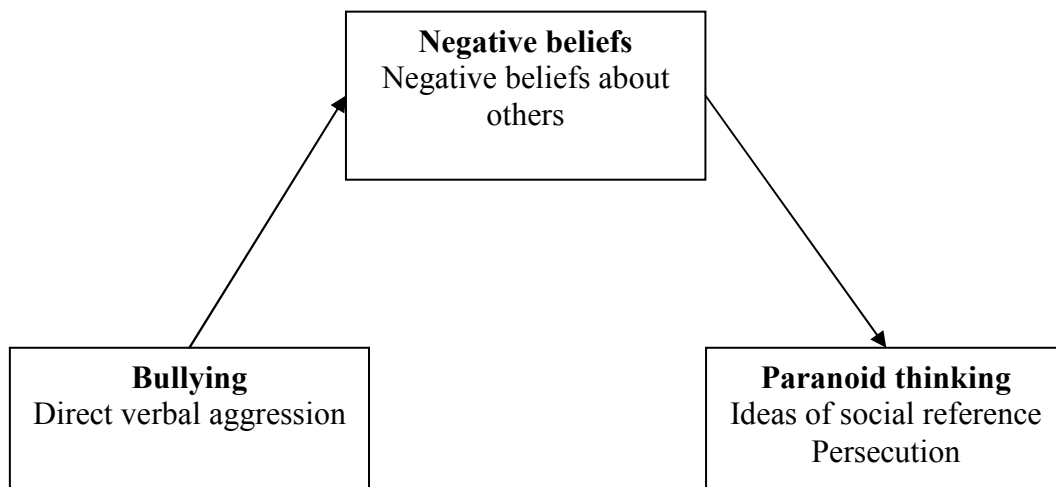 Negative beliefs
Negative beliefs about
others
Bullying
Direct verbal aggression
Paranoid thinking
Ideas of social reference
Persecution